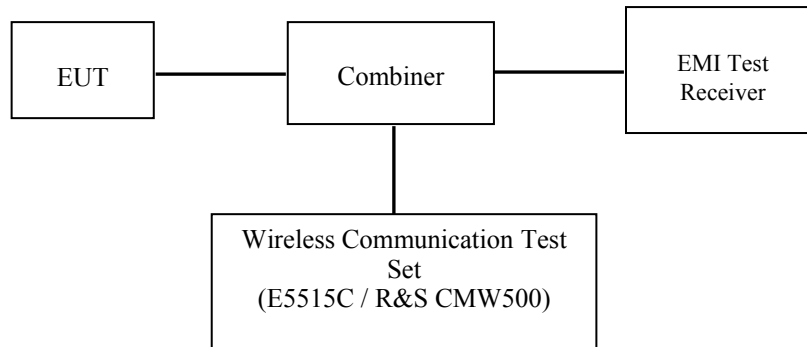 EUT
Combiner
EMI Test
Receiver
Wireless Communication Test
Set
(E5515C / R&S CMW500)